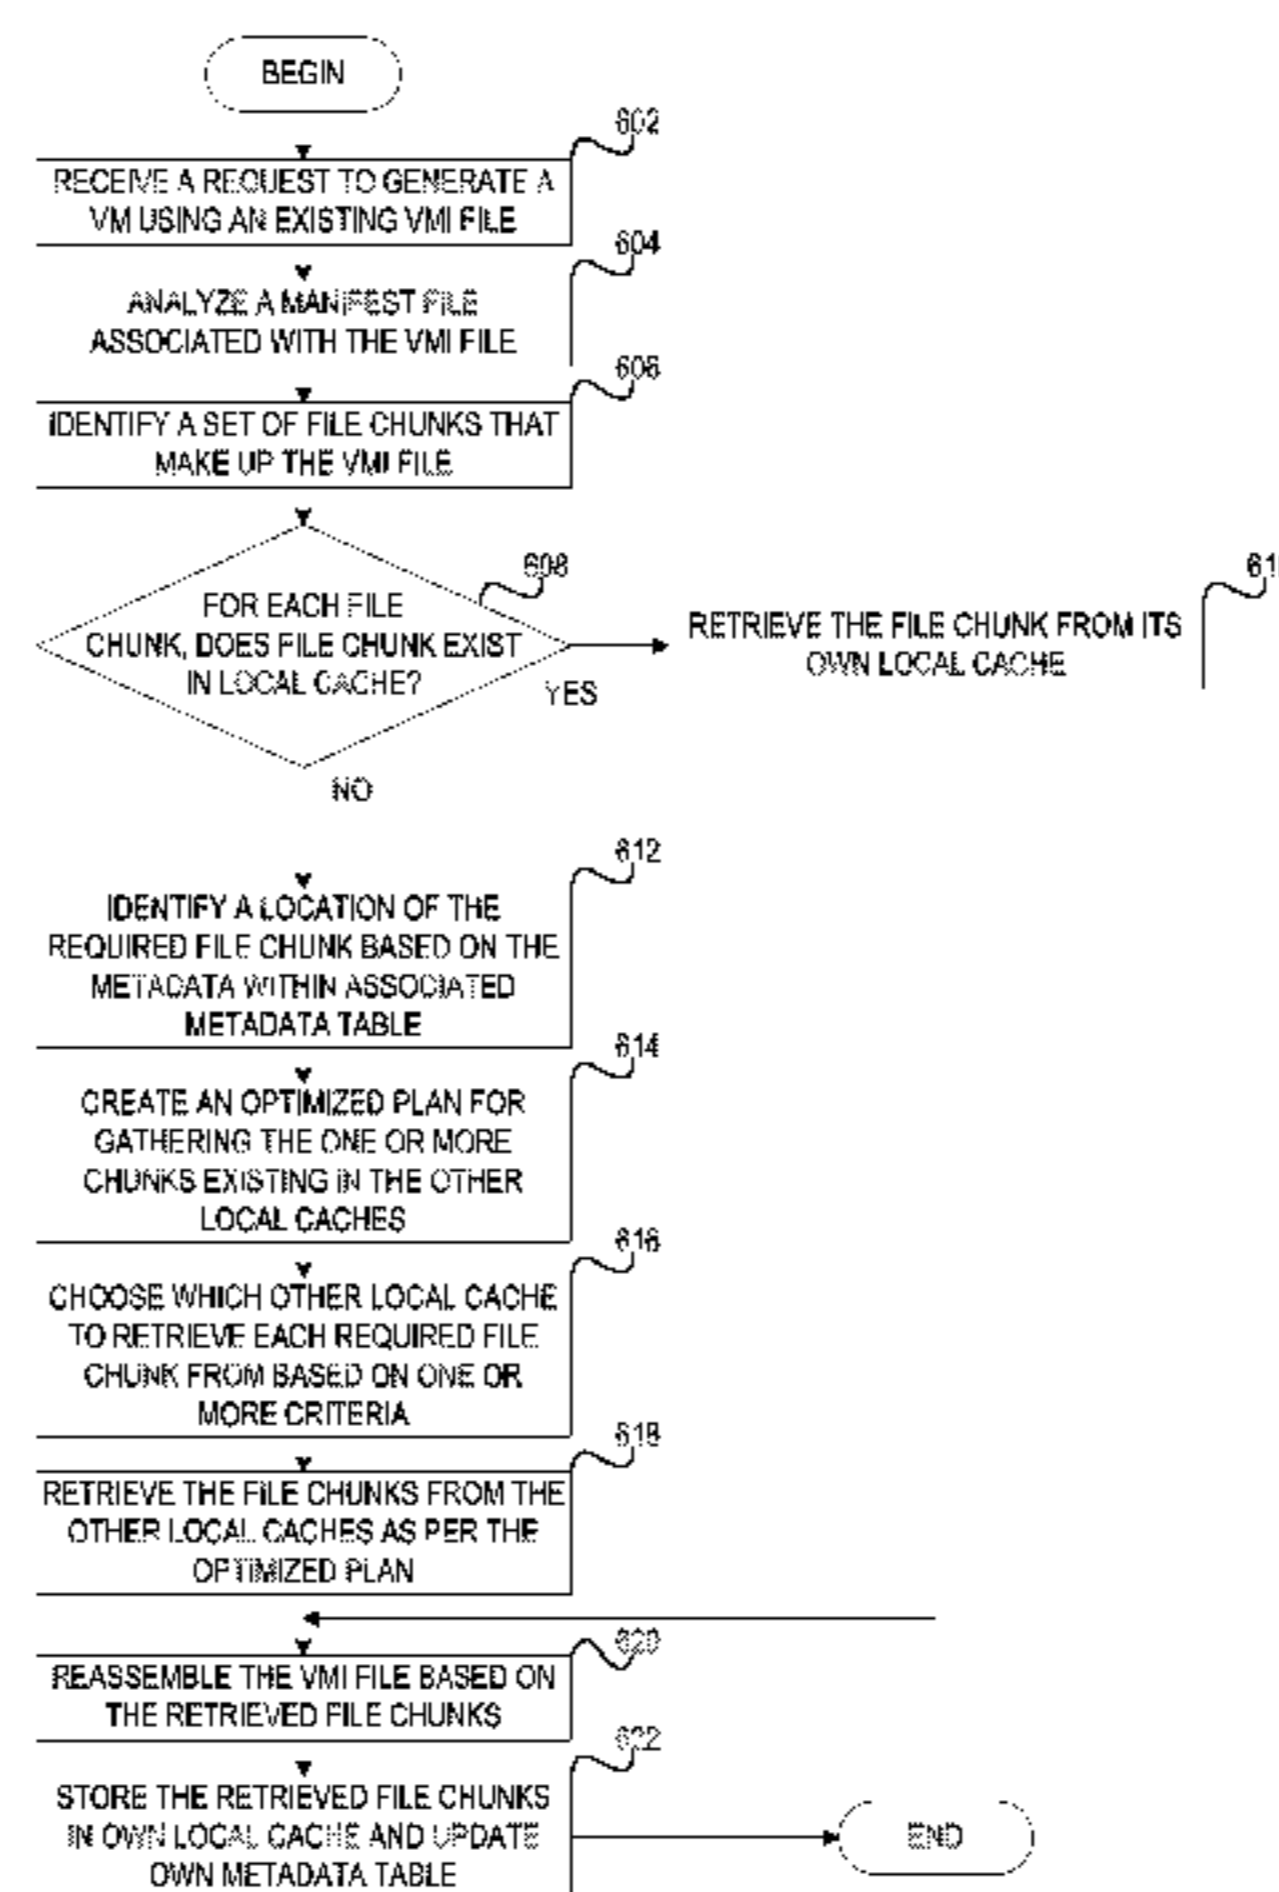 BEGIN
602
RECEIVE A REQUEST TO GENERATE A
VM USING AN EXISTING VMI FILE
604
ANALYZE A MANIFEST FILE
ASSOCIATED WITH THE VMI FILE
606
IDENTIFY A SET OF FILE CHUNKS THAT
MAKE UP THE VMI FILE
608
FOR EACH FILE
CHUNK, DOES FILE CHUNK EXIST
IN LOCAL CACHE?
YES
NO
RETRIEVE THE FILE CHUNK FROM ITS
OWN LOCAL CACHE
612
IDENTIFY A LOCATION OF THE
REQUIRED FILE CHUNK BASED ON THE
METADATA WITHIN ASSOCIATED
METADATA TABLE
614
CREATE AN OPTIMIZED PLAN FOR
GATHERING THE ONE OR MORE
CHUNKS EXISTING IN THE OTHER
LOCAL CACHES
616
CHOOSE WHICH OTHER LOCAL CACHE
TO RETRIEVE EACH REQUIRED FILE
CHUNK FROM BASED ON ONE OR
MORE CRITERIA
618
RETRIEVE THE FILE CHUNKS FROM THE
OTHER LOCAL CACHES AS PER THE
OPTIMIZED PLAN
620
REASSEMBLE THE VMI FILE BASED ON
THE RETRIEVED FILE CHUNKS
622
STORE THE RETRIEVED FILE CHUNKS
IN OWN LOCAL CACHE AND UPDATE
OWN METADATA TABLE
END